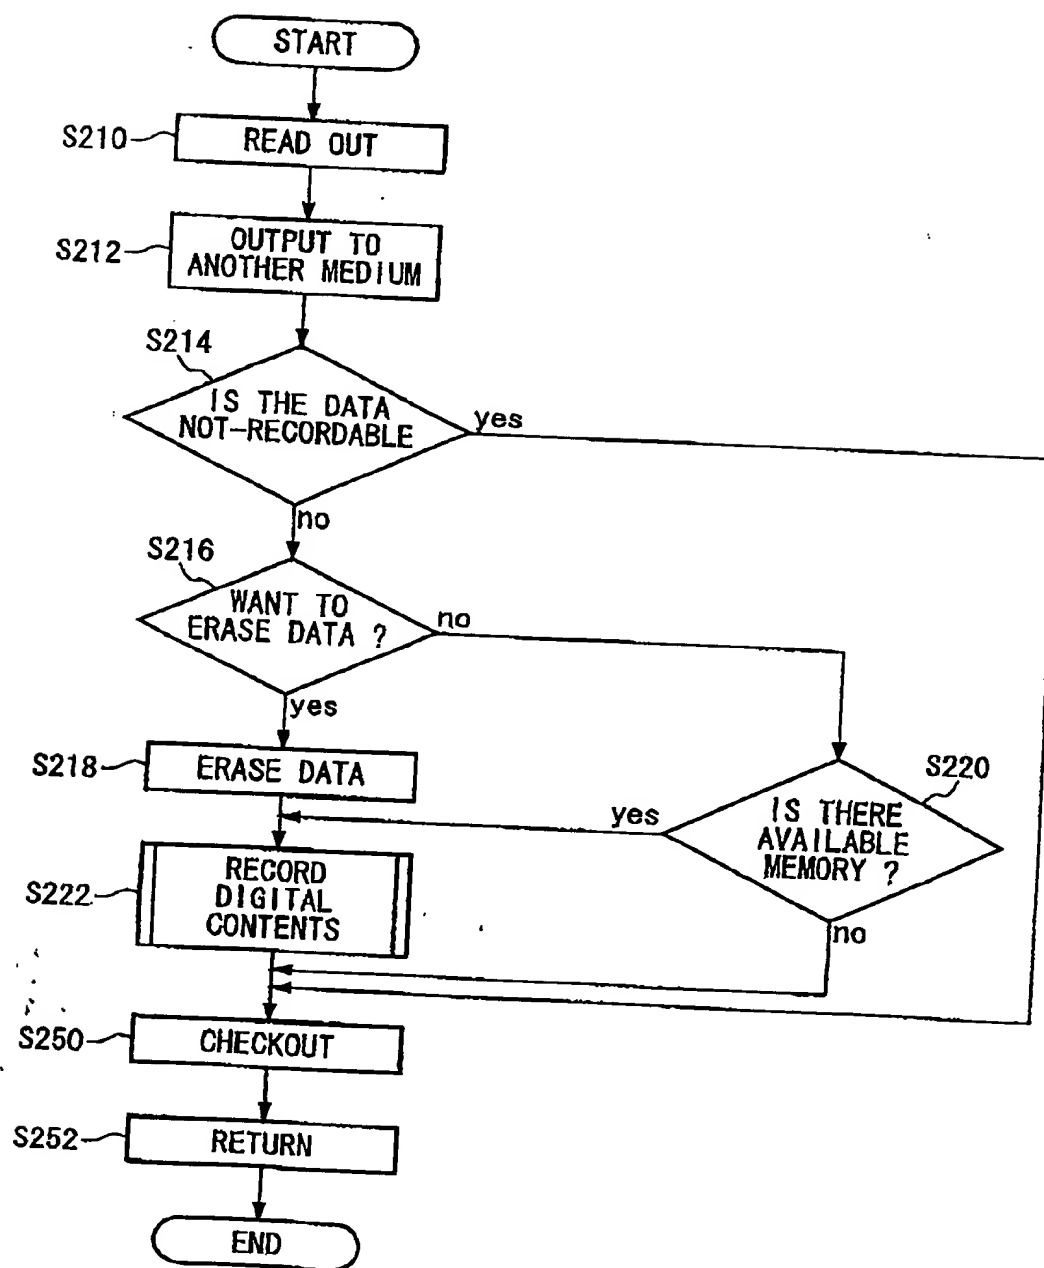 START
S210
READ OUT
S212
OUTPUT TO
ANOTHER MEDIUM
S214
IS THE DATA
NOT-RECORDABLE
yes
no
S216
WANT TO
ERASE DATA ?
no
yes
S218
ERASE DATA
S220
IS THERE
AVAILABLE
MEMORY ?
yes
no
S222
RECORD
DIGITAL
CONTENTS
S250
CHECKOUT
S252
RETURN
END